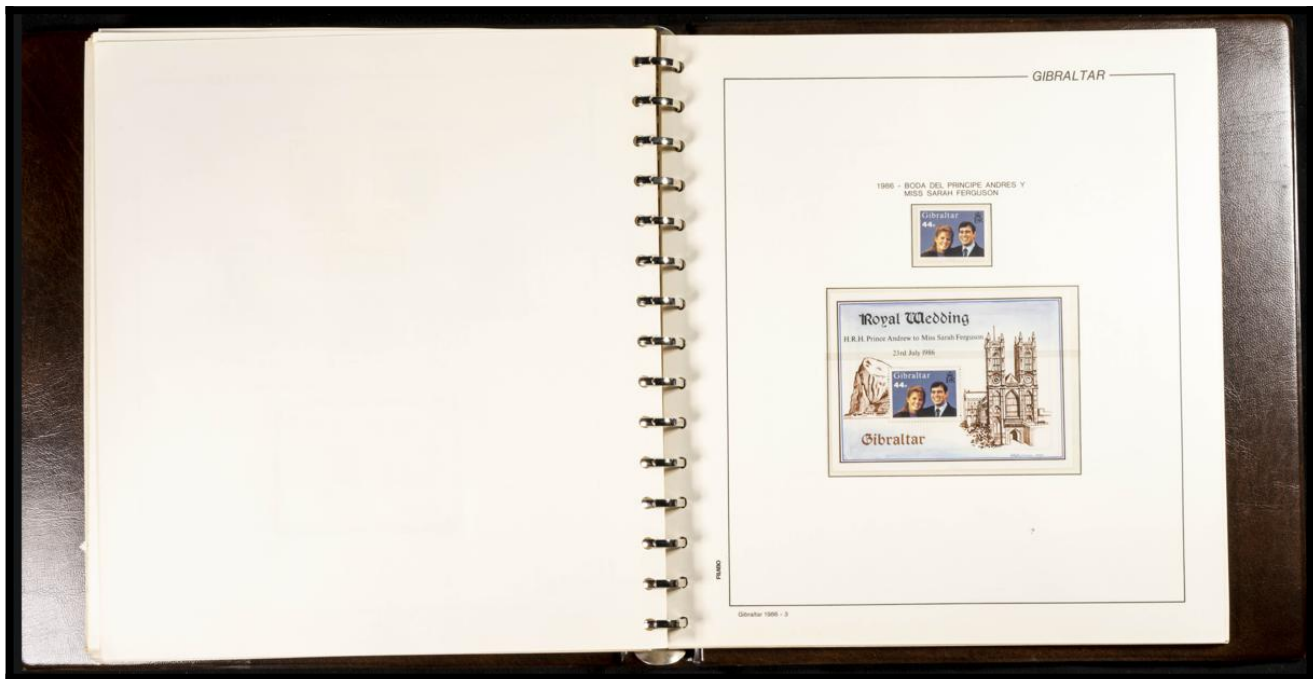 GIBRALTAR
1986 - BODA DEL PRINCIPE ANDRES Y
MISS SARAH FERGUSON
Gibraltar
44p
Royal Wedding
H.R.H. Prince Andrew to Miss Sarah Ferguson
23rd July 1986
Gibraltar
44p
Gibraltar
Gibraltar 1986 - 3